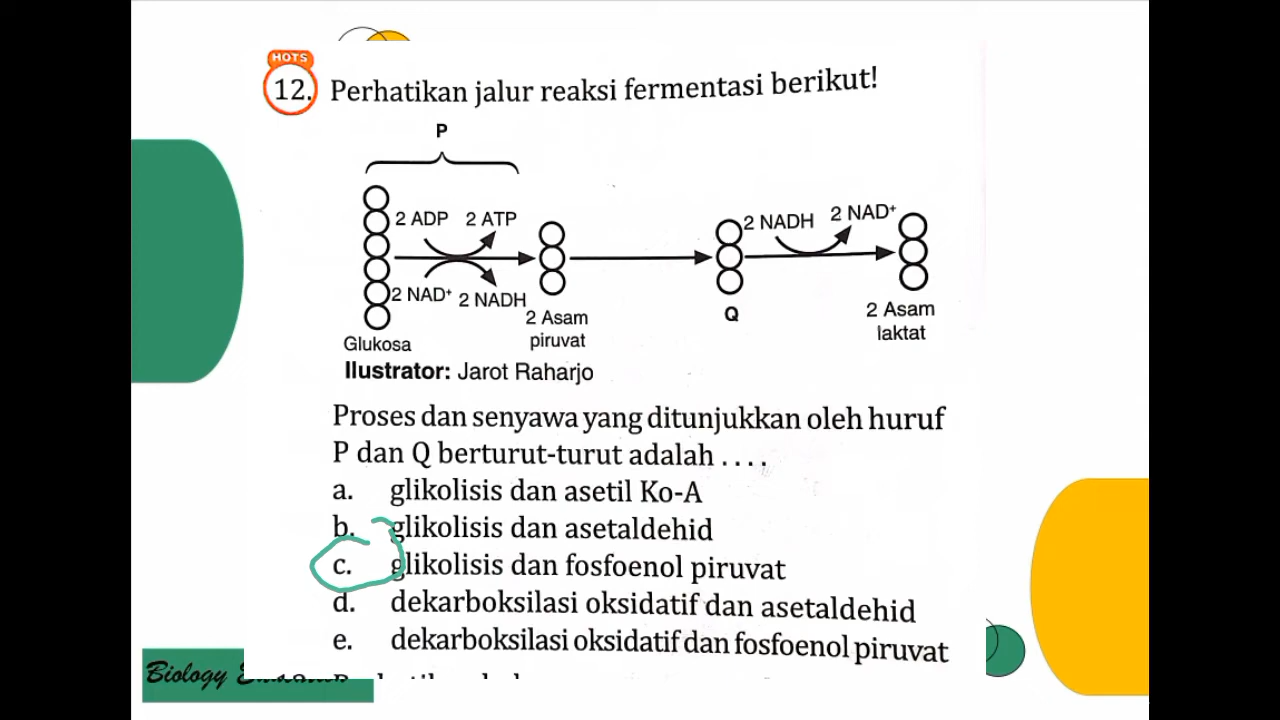 HOTS
12. Perhatikan jalur reaksi fermentasi berikut!
P
2 ADP 2 ATP
2 NADH 2 NAD⁺
2 NAD⁺ 2 NADH
Q
2 Asam
piruvat
2 Asam
laktat
Glukosa
Ilustrator: Jarot Raharjo
Proses dan senyawa yang ditunjukkan oleh huruf
P dan Q berturut-turut adalah . . . .
a. glikolisis dan asetil Ko-A
b. glikolisis dan asetaldehid
c. glikolisis dan fosfoenol piruvat
d. dekarboksilasi oksidatif dan asetaldehid
e. dekarboksilasi oksidatif dan fosfoenol piruvat
Biology